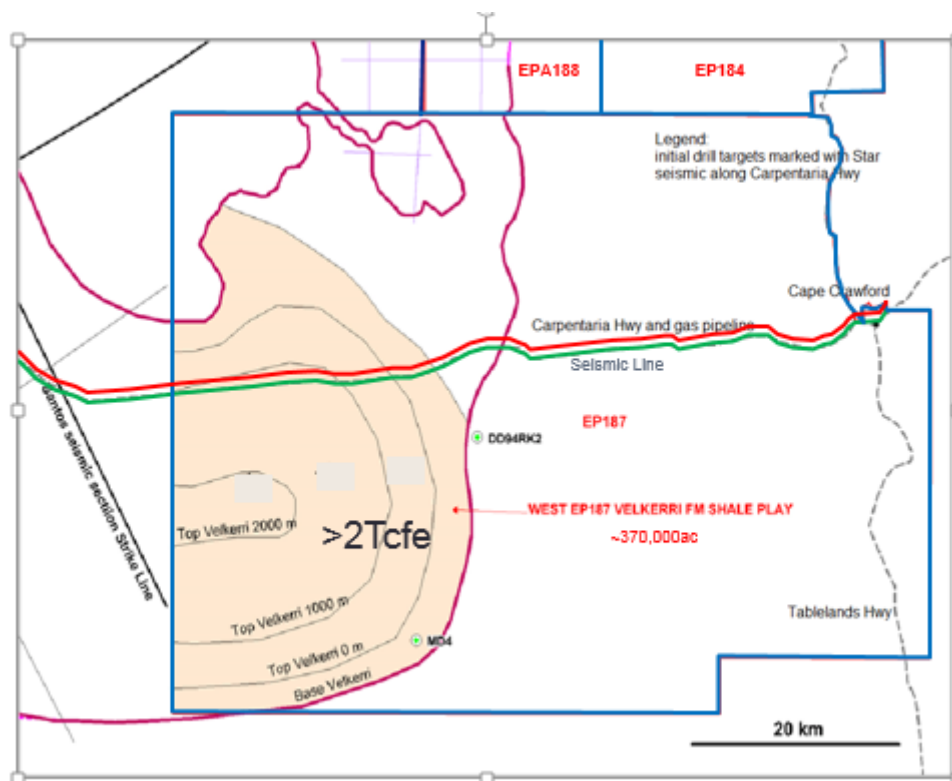 EPA188
EP184
Legend:
initial drill targets marked with Star
seismic along Carpentaria Hwy
Cape Crawford
Carpentaria Hwy and gas pipeline
Seismic Line
Santos seismic section Strike Line
EP187
DD94RK2
WEST EP187 VELKERRI FM SHALE PLAY
~370,000ac
Top Velkerri 2000 m
>2Tcfe
Top Velkerri 1000 m
Tablelands Hwy
MD4
Top Velkerri 0 m
Base Velkerri
20 km